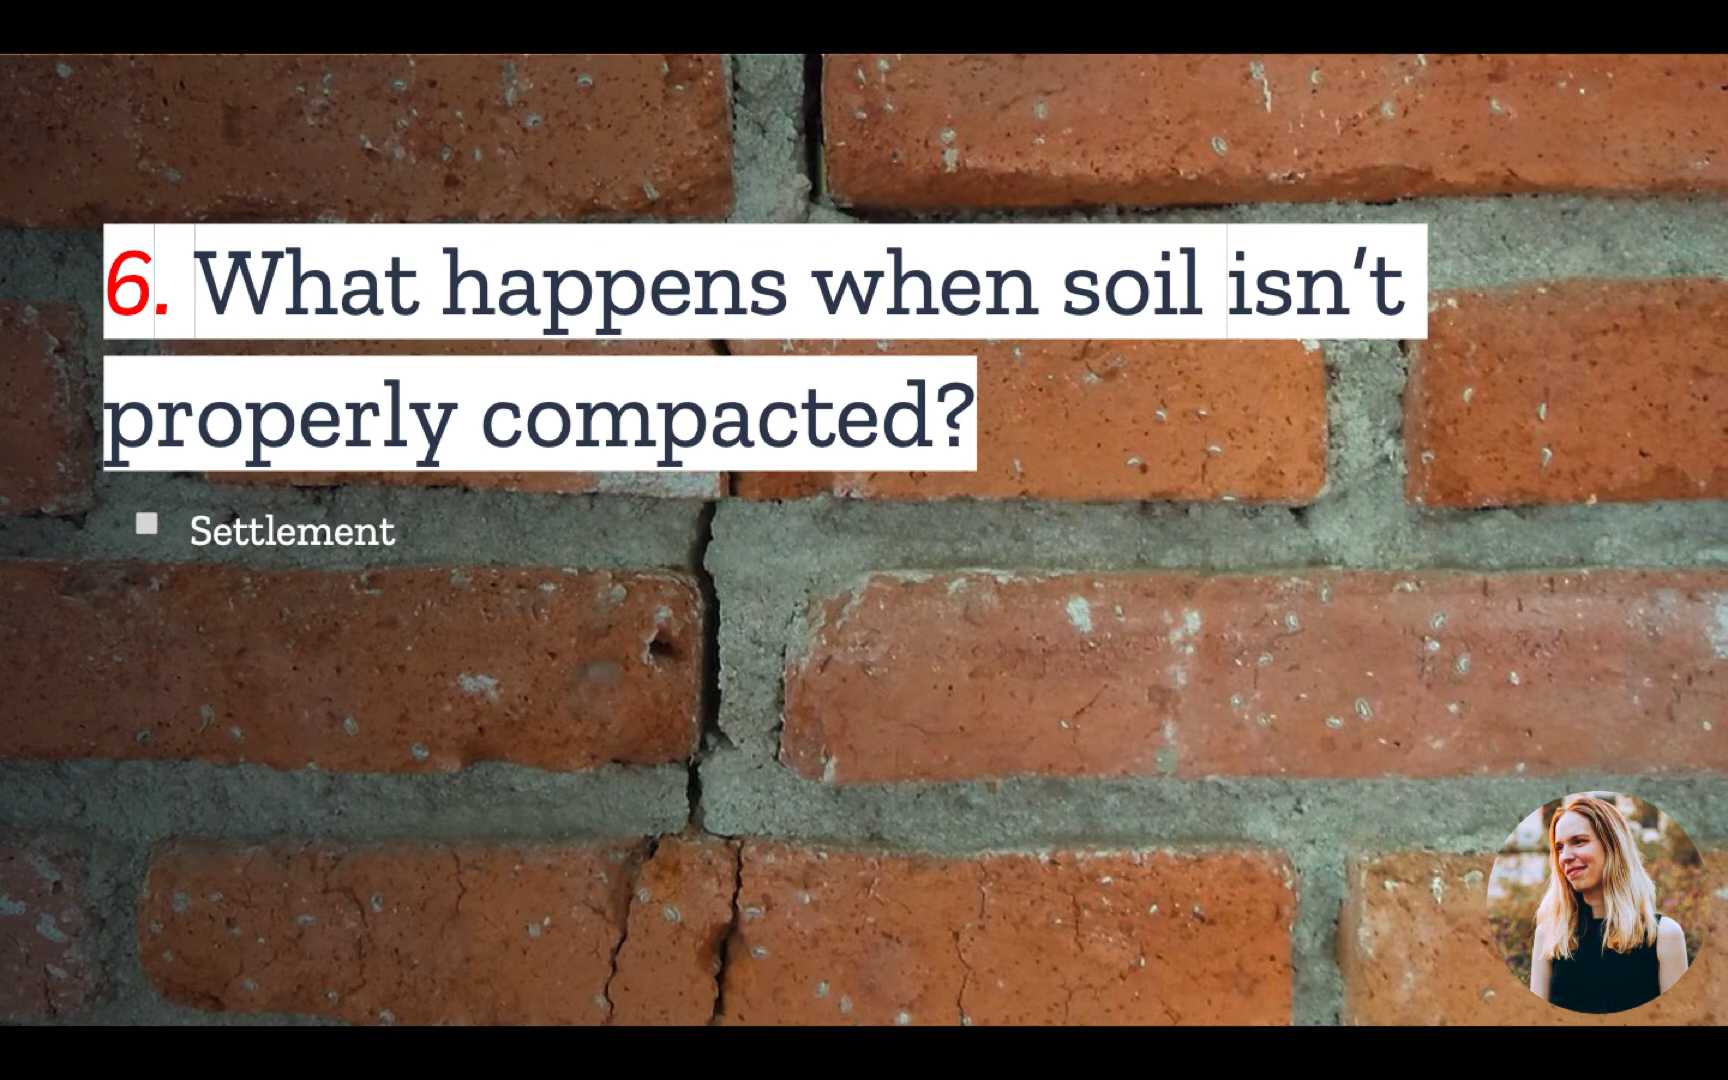 6. What happens when soil isn’t
properly compacted?
Settlement